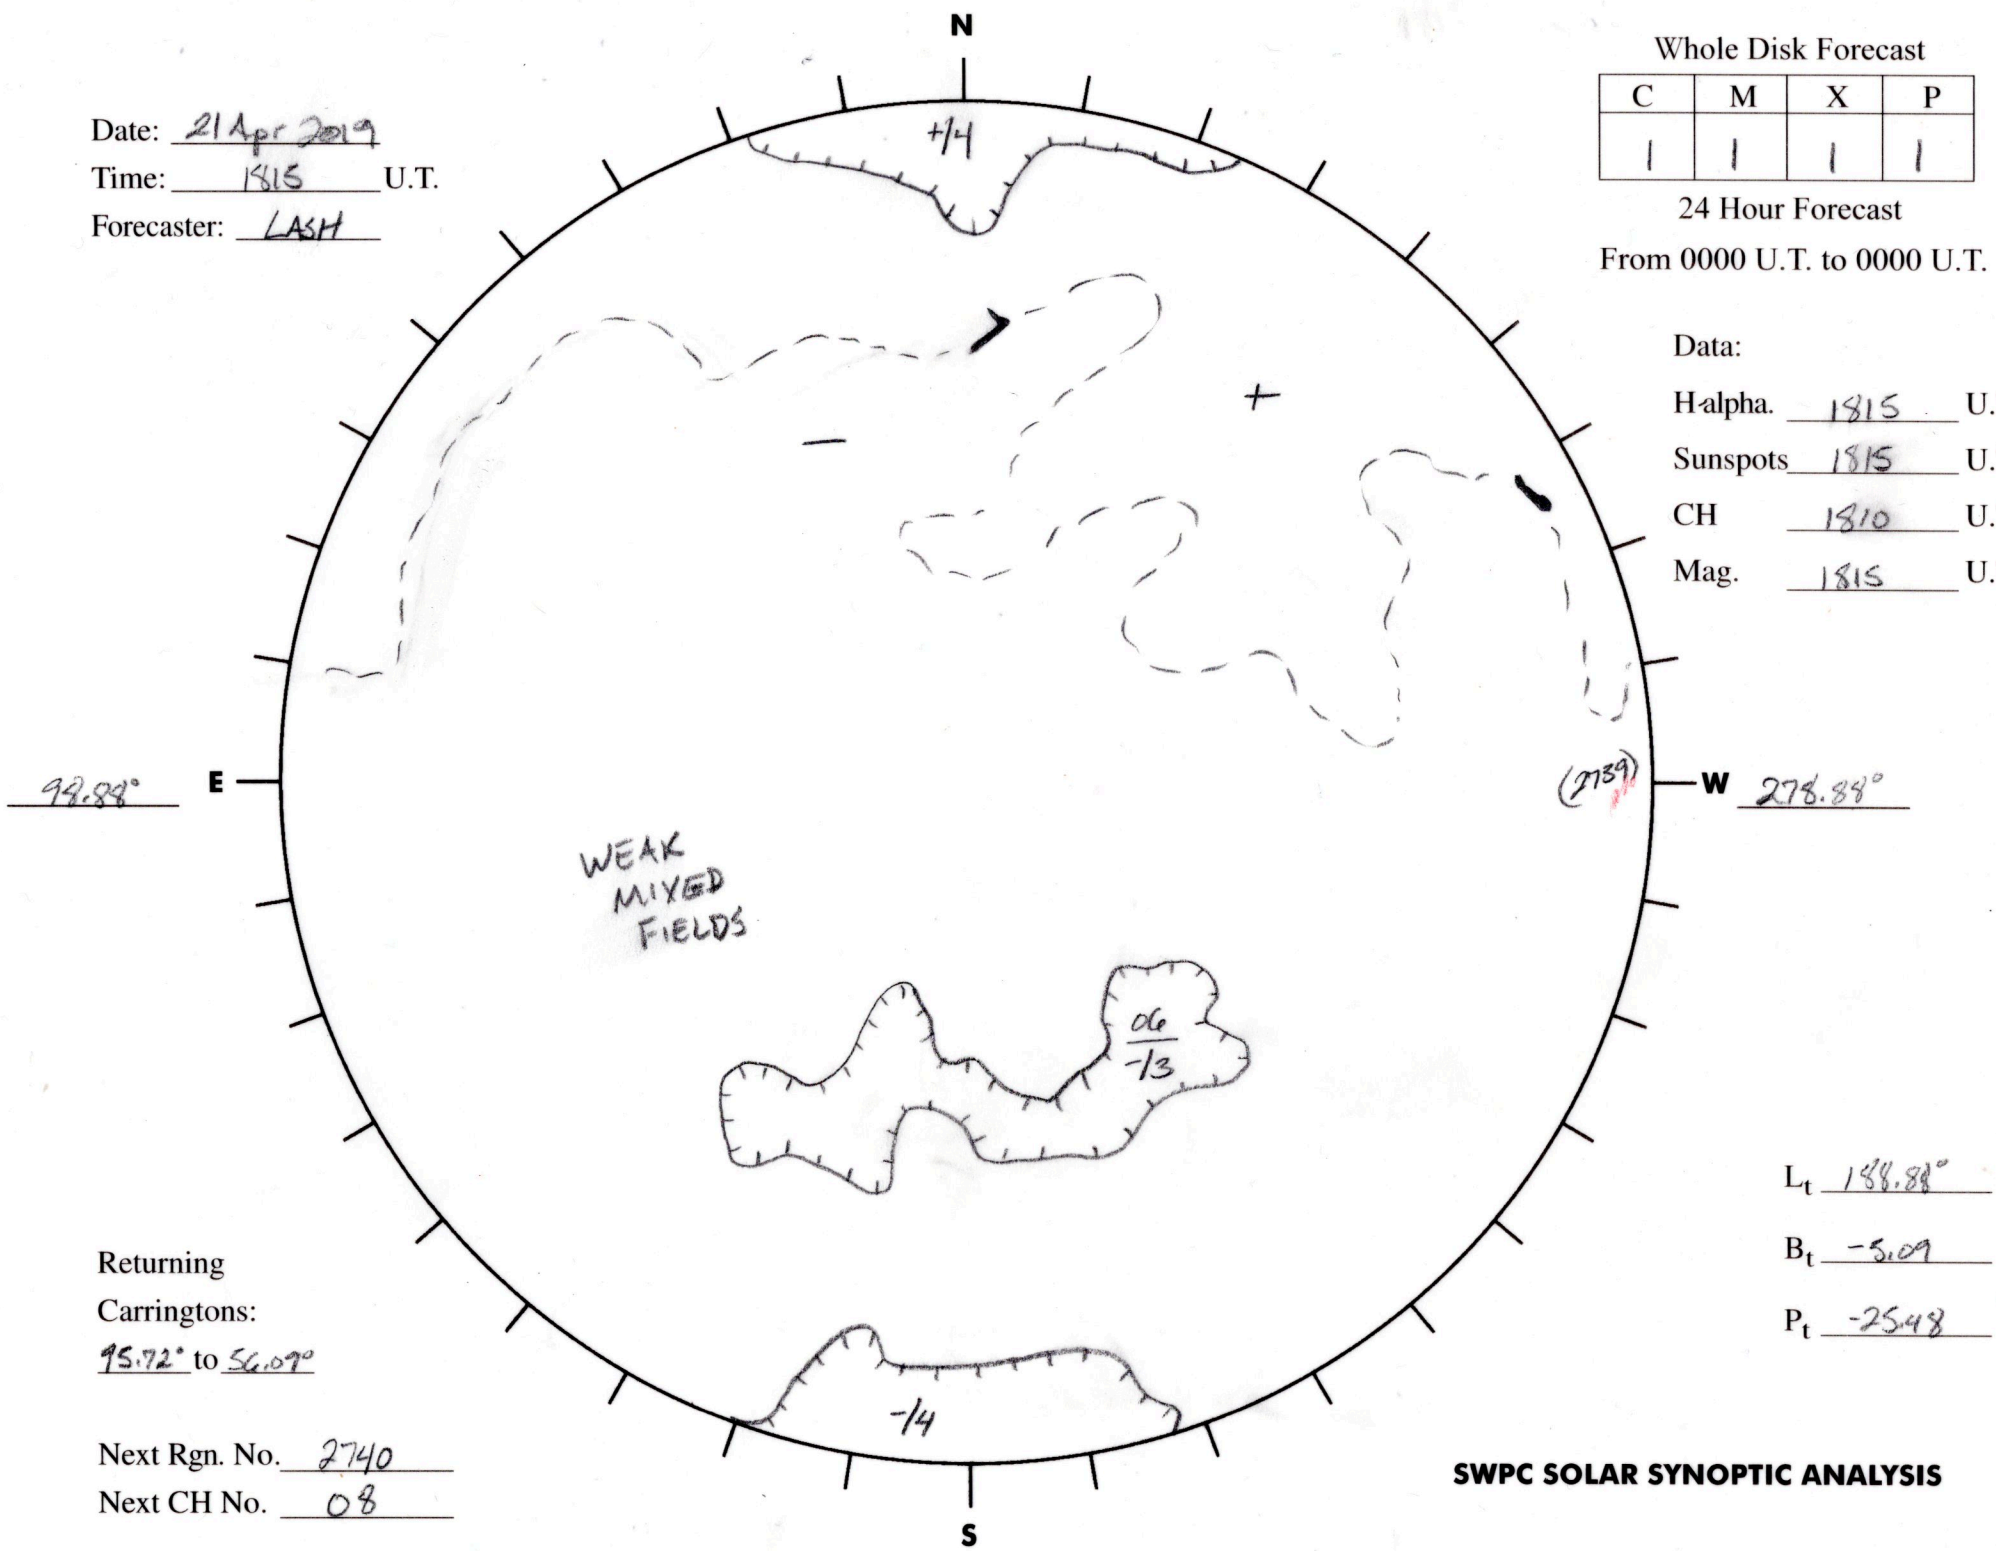 N
Date: 21 Apr 2019
Time: 1815 U.T.
Forecaster: LASH
Whole Disk Forecast
C M X P
1 1 1 1
24 Hour Forecast
From 0000 U.T. to 0000 U.T.
+/4
Data:
H-alpha. 1815 U.
Sunspots 1815 U.
CH 1810 U.
Mag. 1815 U.
+
−
98.88° E
(2739)
W 278.88°
WEAK
MIXED
FIELDS
06
-/3
Lt 188.88°
Bt -5.09
Pt -25.48
Returning
Carringtons:
95.72° to 56.09°
-/4
Next Rgn. No. 2740
Next CH No. 08
SWPC SOLAR SYNOPTIC ANALYSIS
S